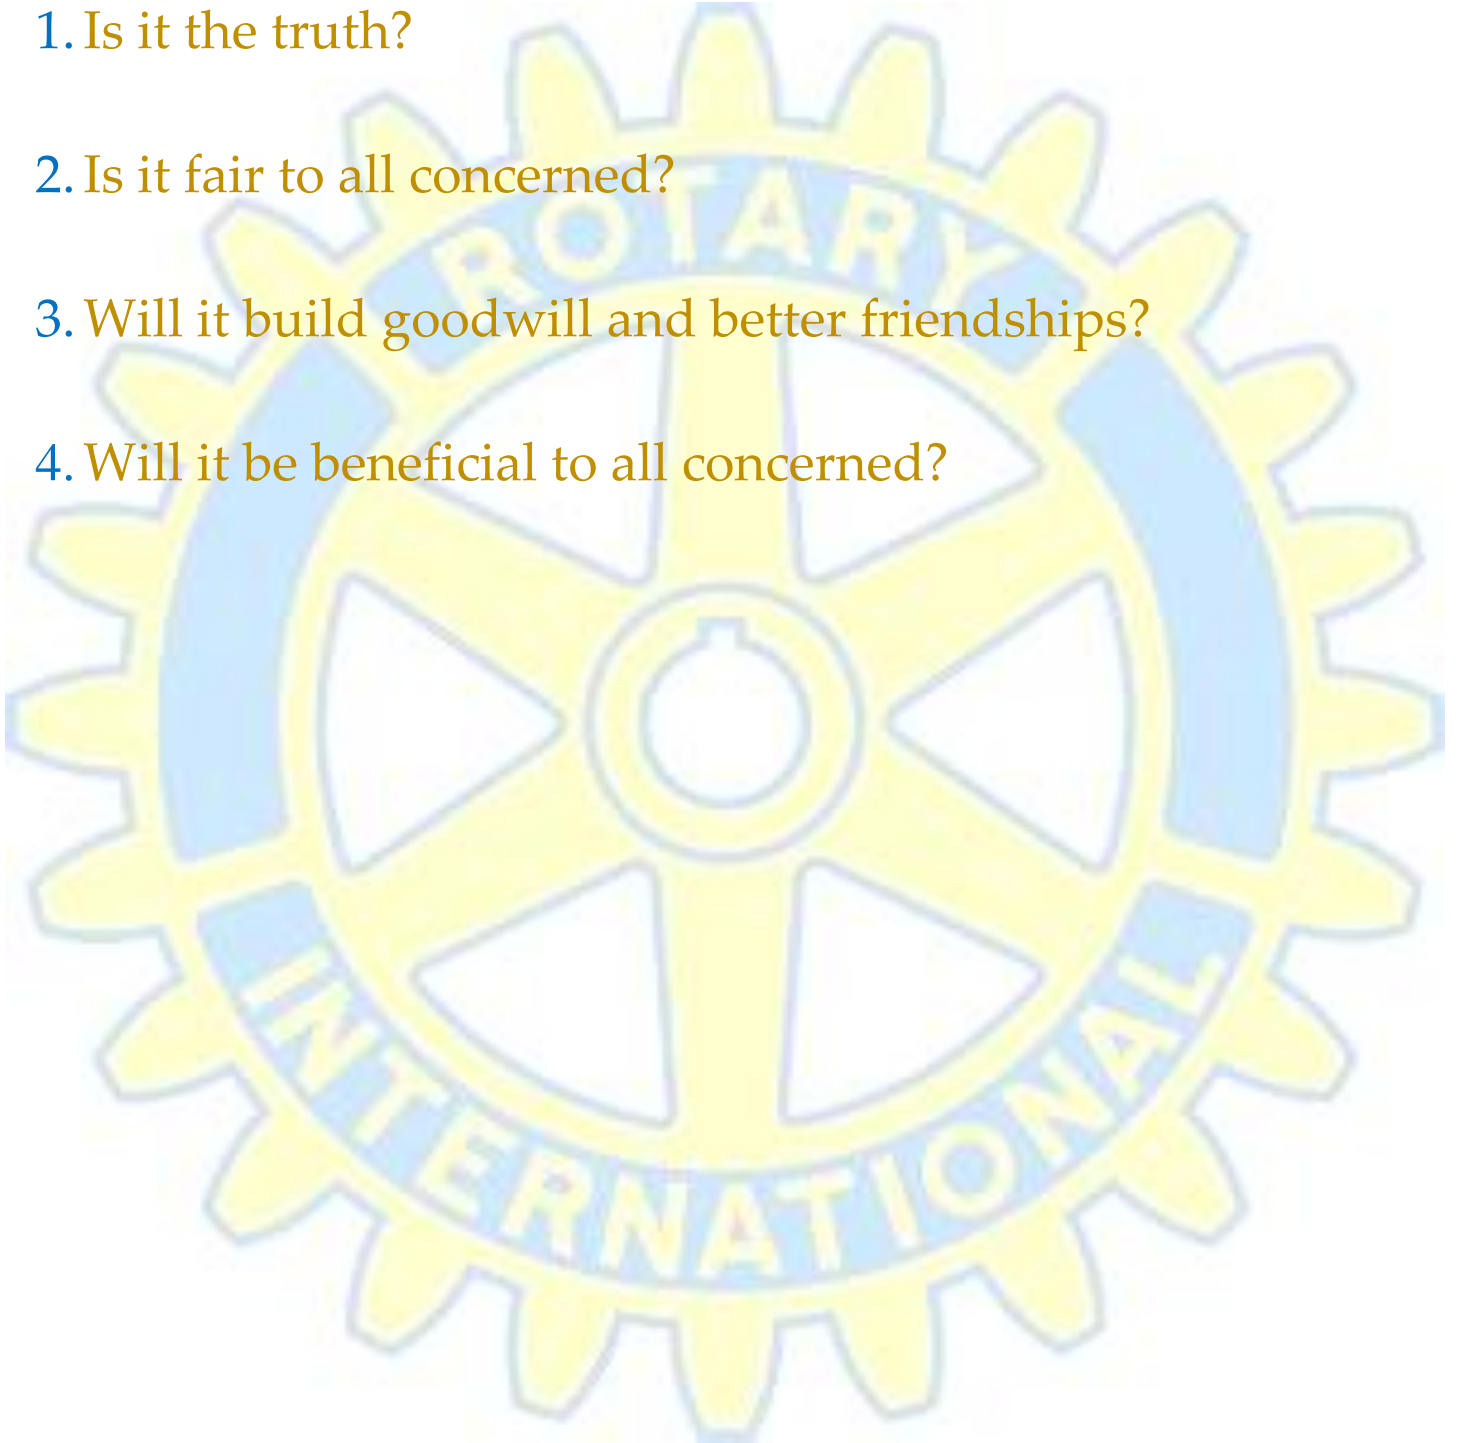 1. Is it the truth?
2. Is it fair to all concerned?
3. Will it build goodwill and better friendships?
4. Will it be beneficial to all concerned?
ROTARY
INTERNATIONAL